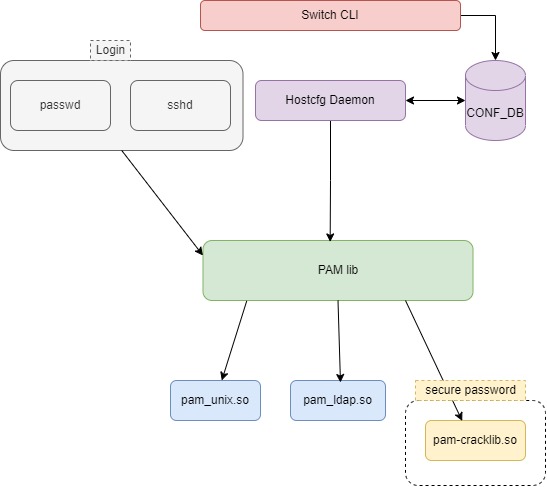 Switch CLI
Login
passwd
sshd
Hostcfg Daemon
CONF_DB
PAM lib
pam_unix.so
pam_ldap.so
secure password
pam-cracklib.so